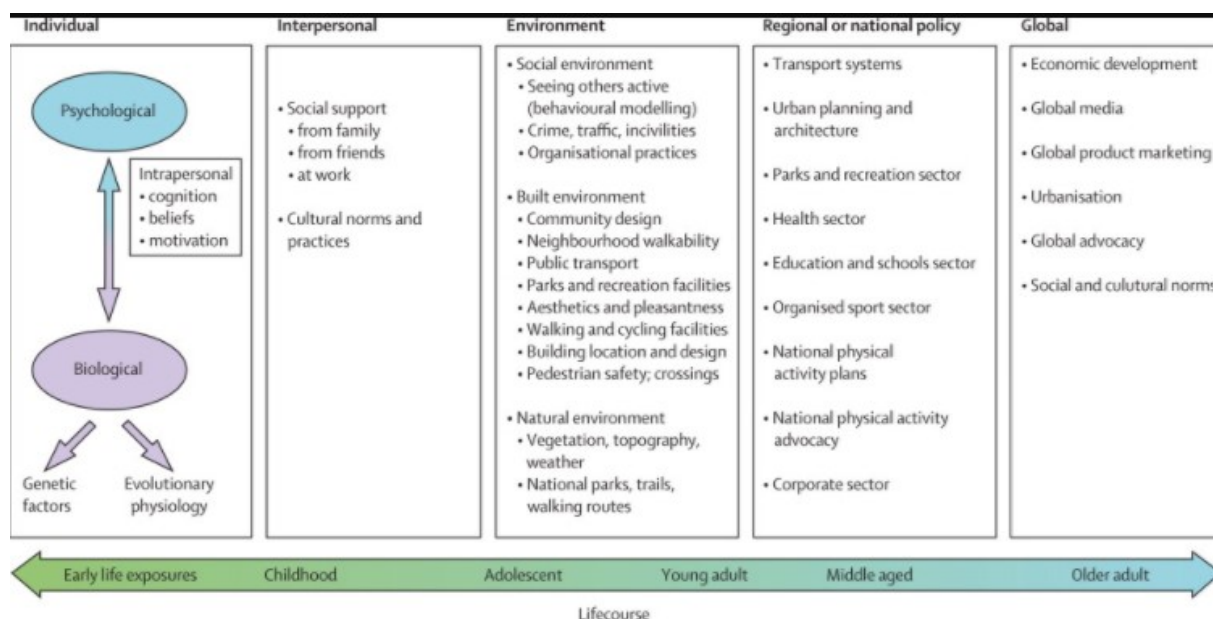 Individual
Psychological
Intrapersonal
• cognition
• beliefs
• motivation
Biological
Genetic
factors
Evolutionary
physiology
Interpersonal
• Social support
• from family
• from friends
• at work
• Cultural norms and
practices
Environment
• Social environment
• Seeing others active
(behavioural modelling)
• Crime, traffic, incivilities
• Organisational practices
• Built environment
• Community design
• Neighbourhood walkability
• Public transport
• Parks and recreation facilities
• Aesthetics and pleasantness
• Walking and cycling facilities
• Building location and design
• Pedestrian safety; crossings
• Natural environment
• Vegetation, topography,
weather
• National parks, trails,
walking routes
Regional or national policy
• Transport systems
• Urban planning and
architecture
• Parks and recreation sector
• Health sector
• Education and schools sector
• Organised sport sector
• National physical
activity plans
• National physical activity
advocacy
• Corporate sector
Global
• Economic development
• Global media
• Global product marketing
• Urbanisation
• Global advocacy
• Social and culutural norms
Early life exposures
Childhood
Adolescent
Young adult
Middle aged
Older adult
Lifecourse